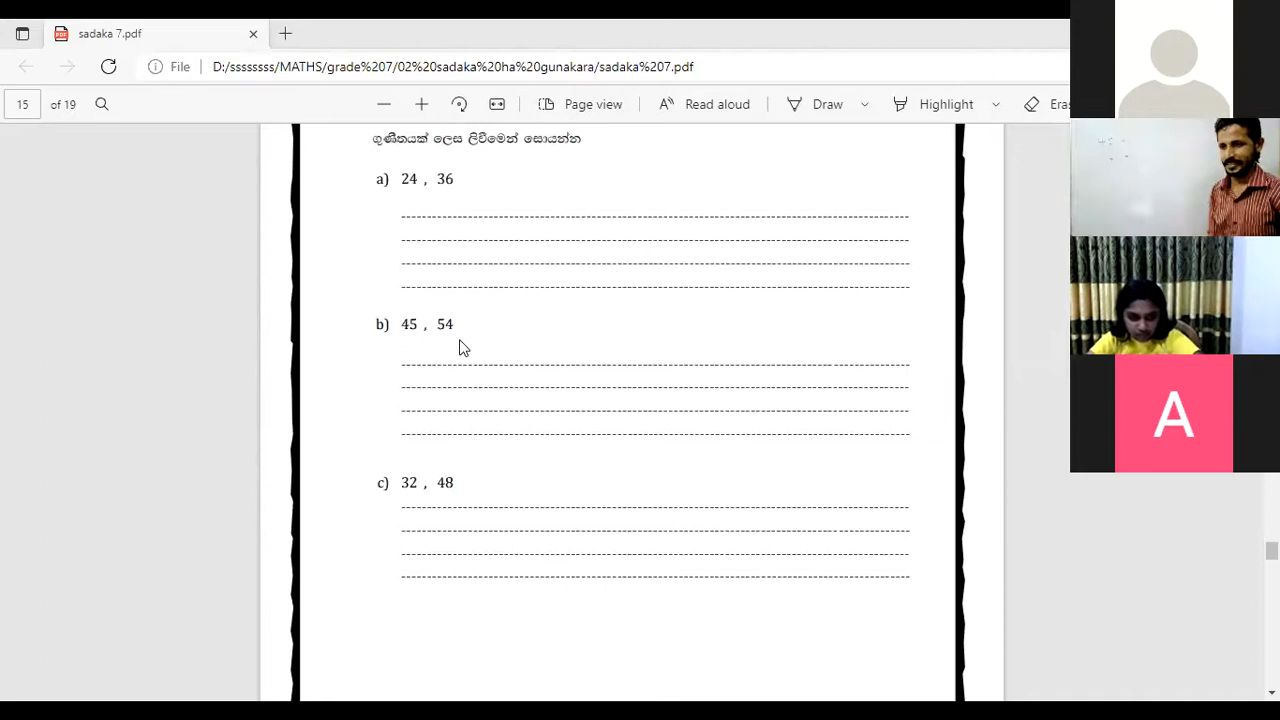 sadaka 7.pdf
File D:/ssssssss/MATHS/grade%207/02%20sadaka%20ha%20gunakara/sadaka%207.pdf
15 of 19 Page view Read aloud Draw Highlight
ගුණිතයක් ලෙස ලිවීමෙන් සොයන්න
a) 24 , 36
b) 45 , 54
c) 32 , 48
A